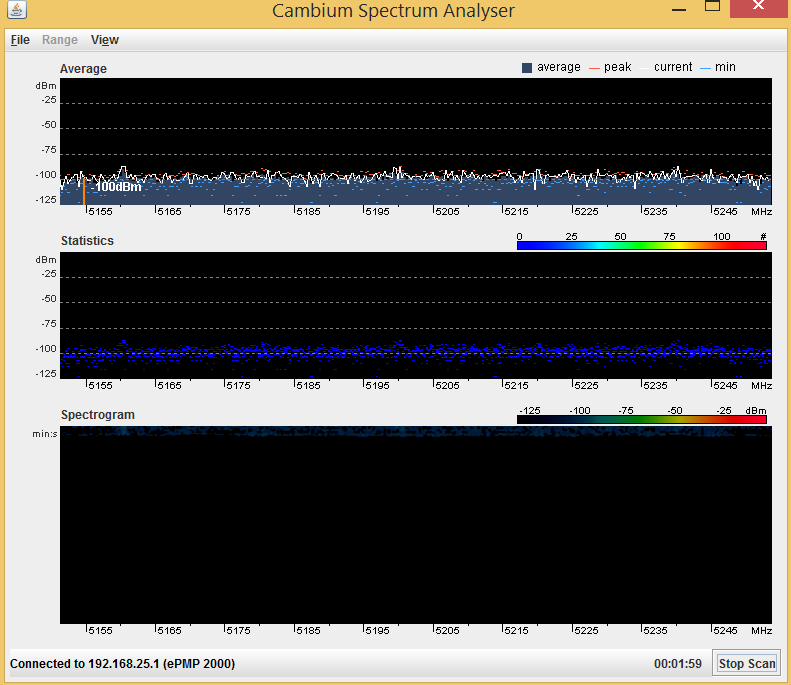 Cambium Spectrum Analyser
File Range View
Average
average peak current min
dBm
-25
-50
-75
-100
-125
100dBm
5155 5165 5175 5185 5195 5205 5215 5225 5235 5245 MHz
Statistics
0 25 50 75 100 #
dBm
-25
-50
-75
-100
-125
5155 5165 5175 5185 5195 5205 5215 5225 5235 5245 MHz
Spectrogram
-125 -100 -75 -50 -25 dBm
min:s
5155 5165 5175 5185 5195 5205 5215 5225 5235 5245 MHz
Connected to 192.168.25.1 (ePMP 2000) 00:01:59 Stop Scan